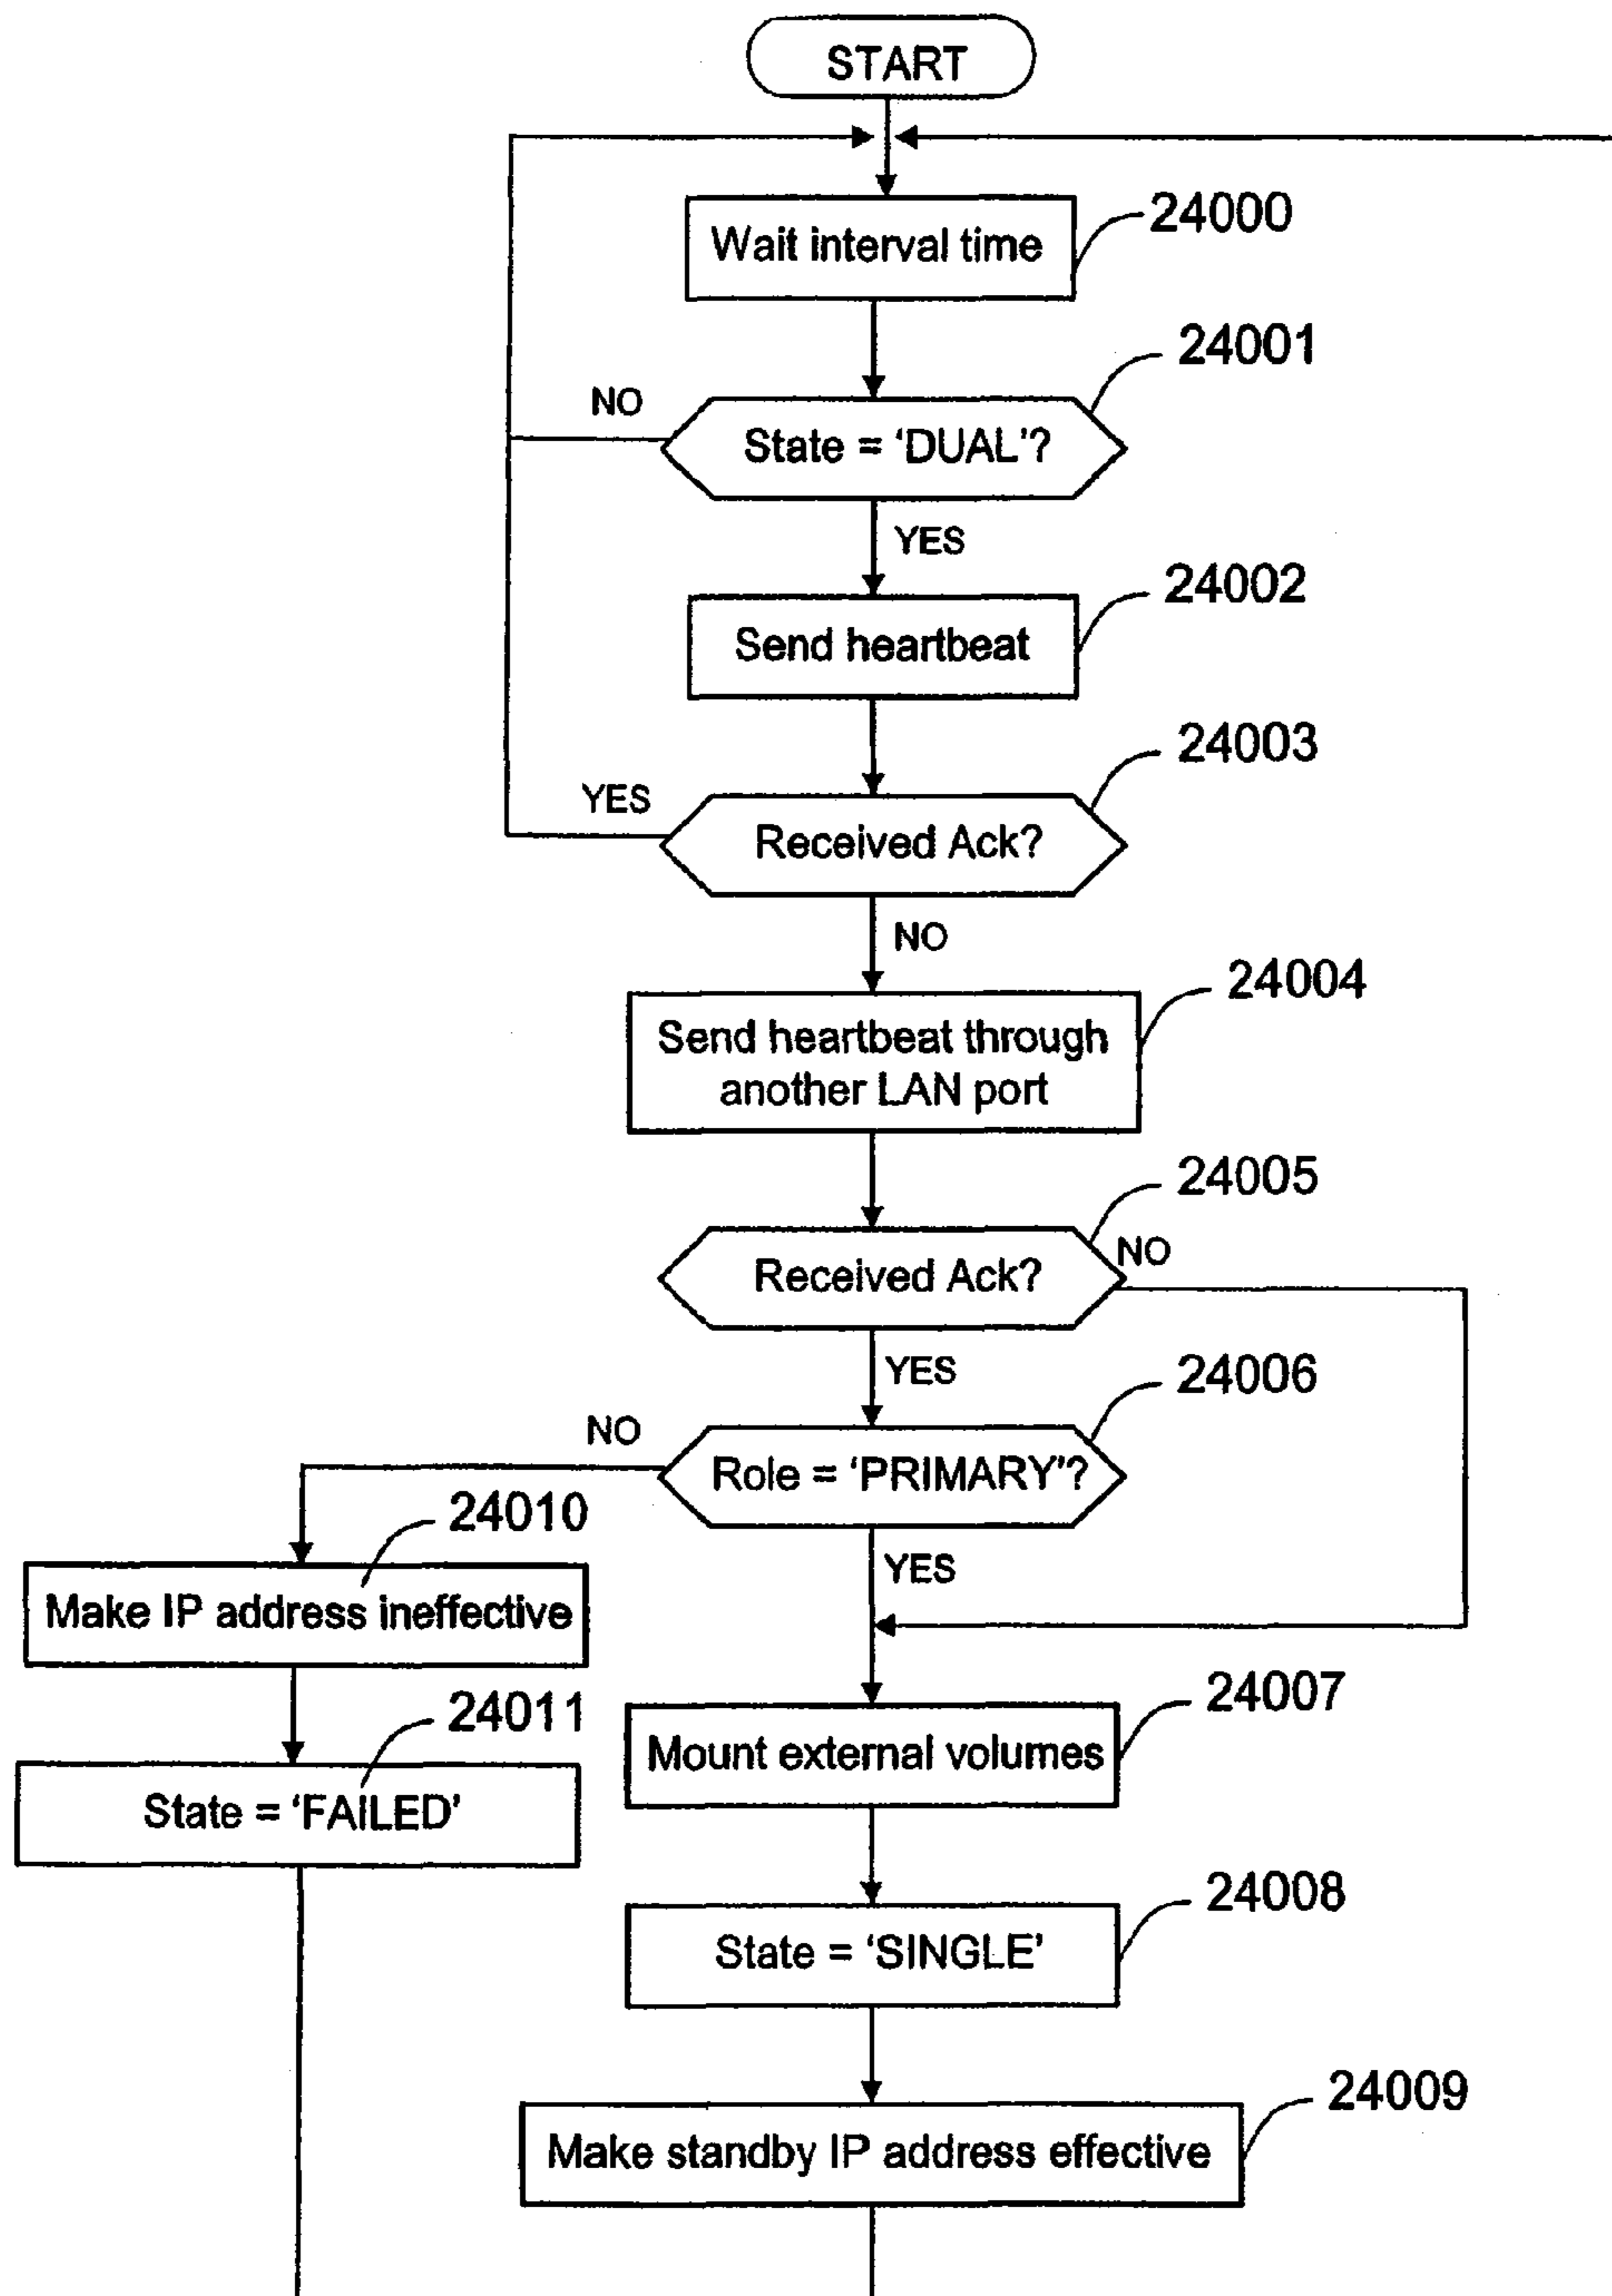 START
Wait interval time
24000
24001
NO
State = ‘DUAL’?
YES
24002
Send heartbeat
24003
YES
Received Ack?
NO
24004
Send heartbeat through
another LAN port
24005
NO
Received Ack?
YES
24006
NO
Role = ‘PRIMARY’?
24010
YES
Make IP address ineffective
24007
24011
Mount external volumes
State = ‘FAILED’
24008
State = ‘SINGLE’
24009
Make standby IP address effective